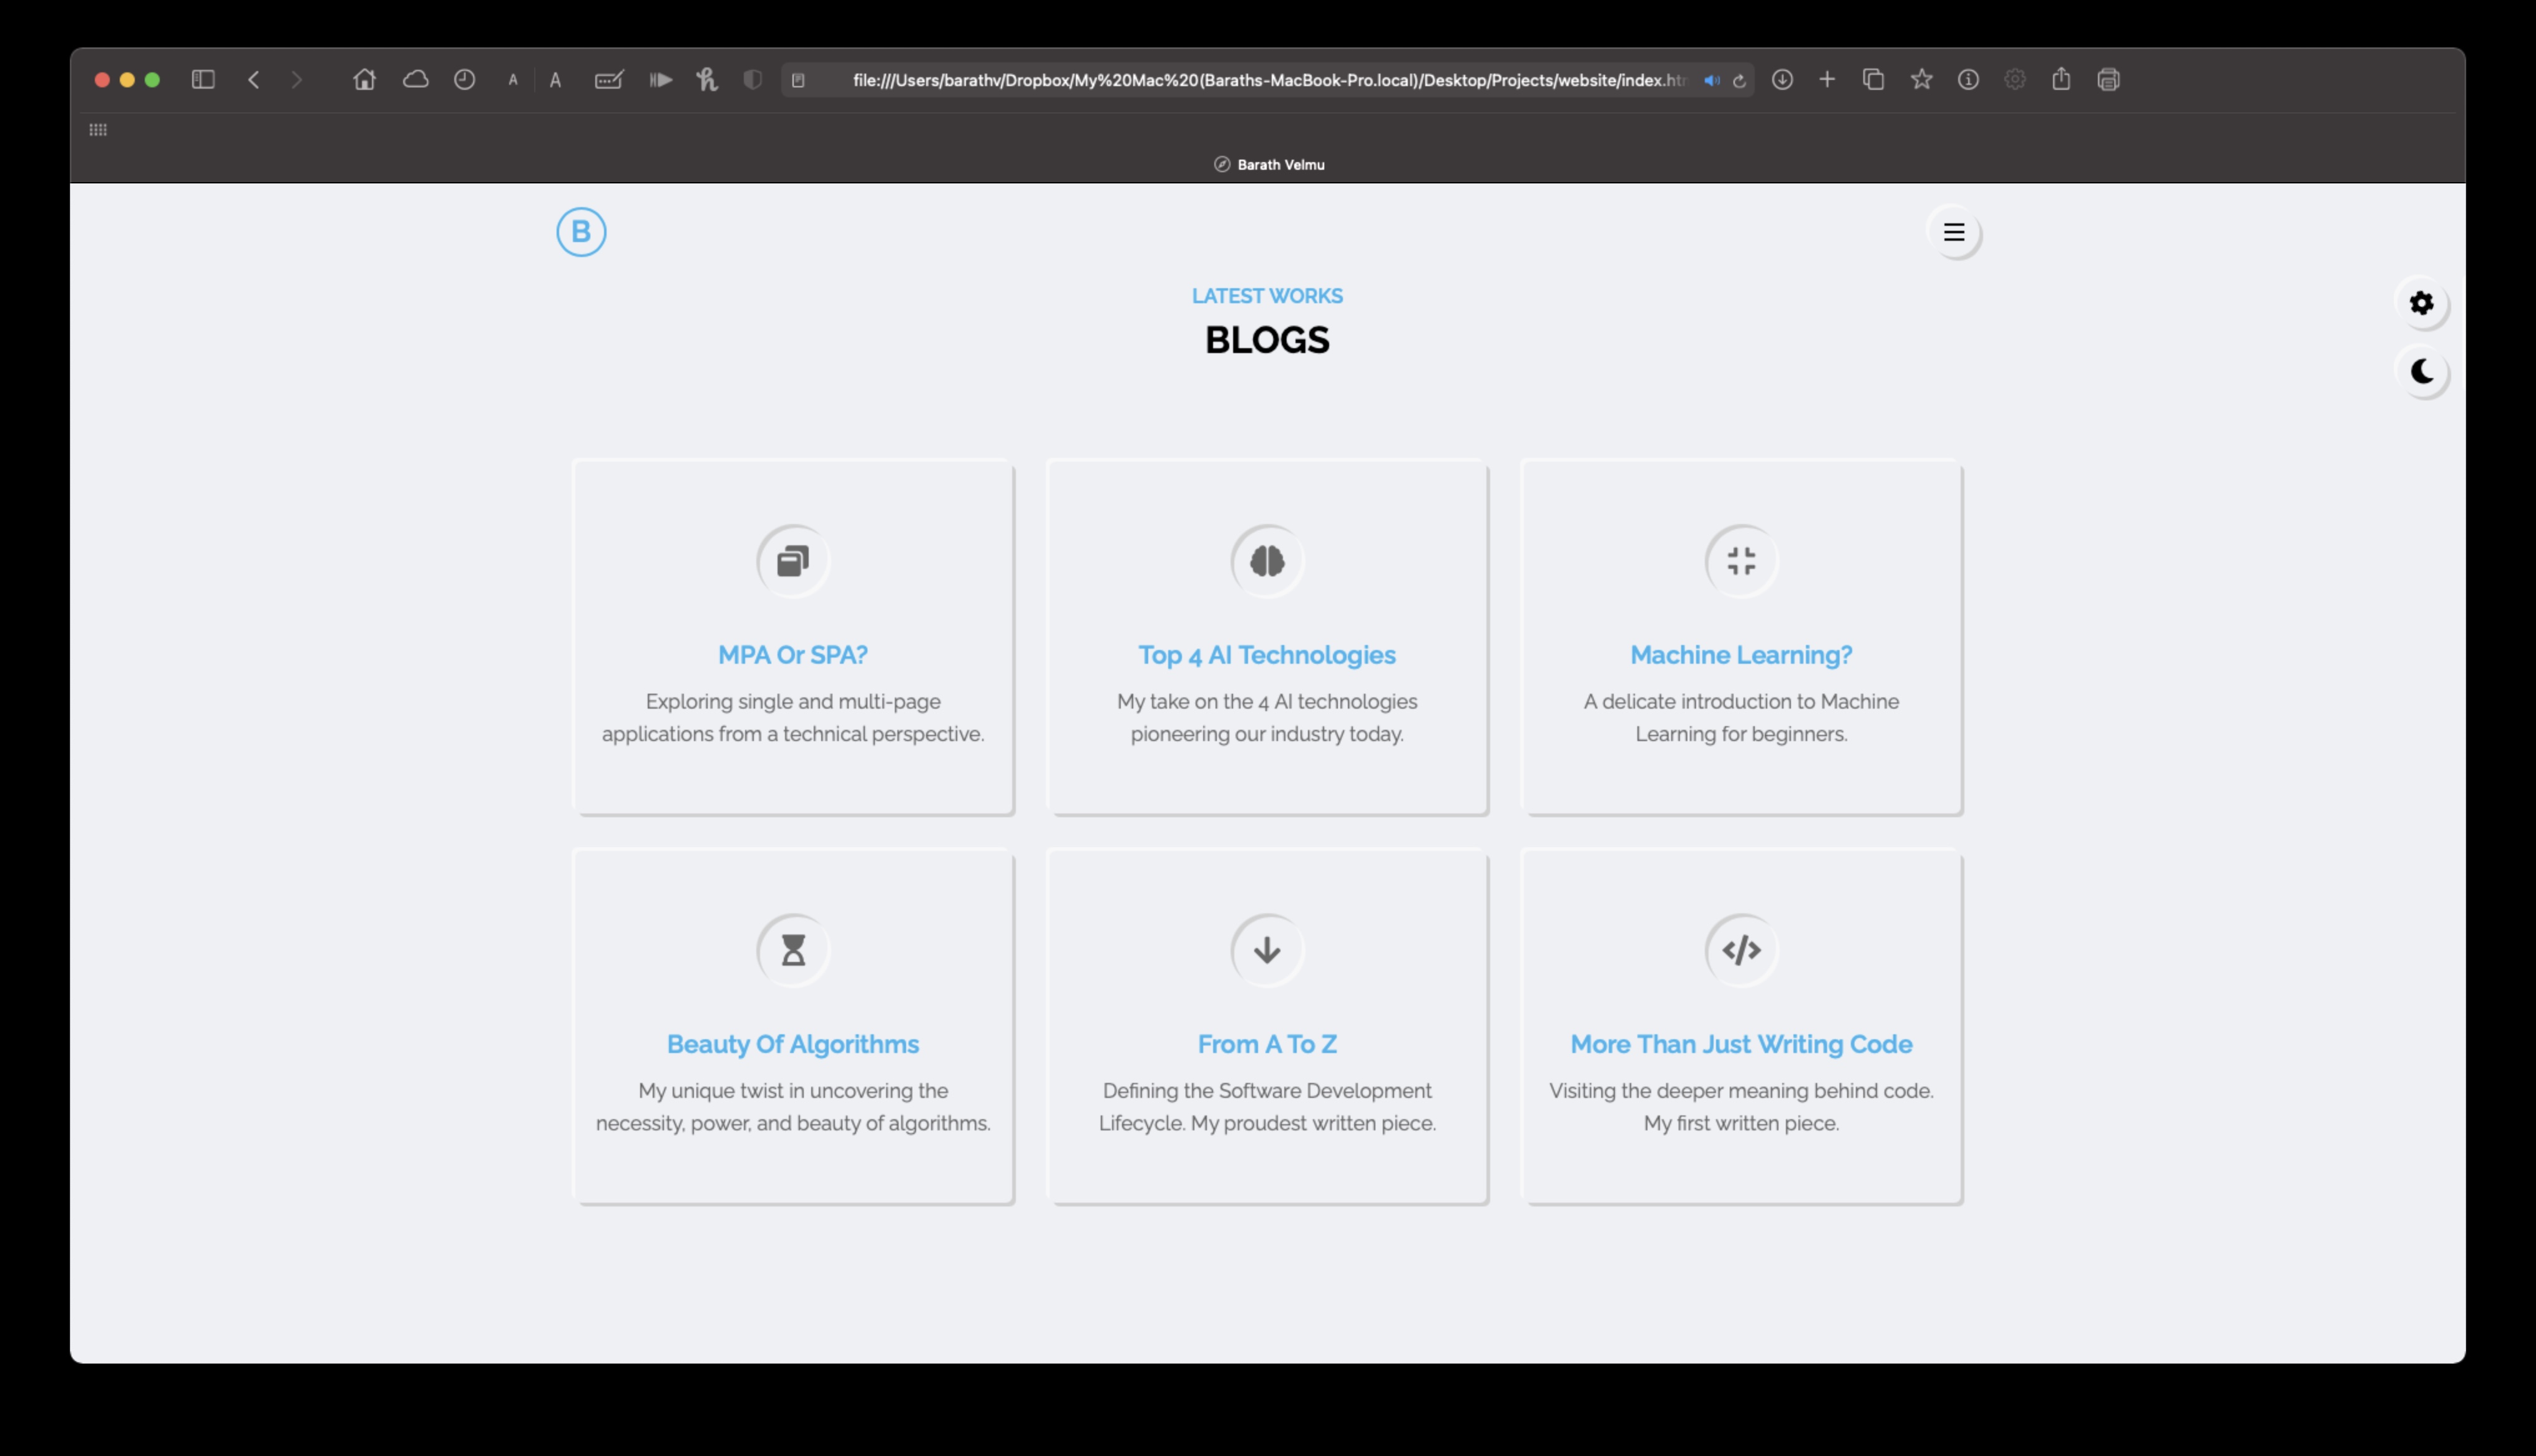 A A file:///Users/barathv/Dropbox/My%20Mac%20(Baraths-MacBook-Pro.local)/Desktop/Projects/website/index.htm
Barath Velmu
B
LATEST WORKS
BLOGS
MPA Or SPA?
Exploring single and multi-page
applications from a technical perspective.
Top 4 AI Technologies
My take on the 4 AI technologies
pioneering our industry today.
Machine Learning?
A delicate introduction to Machine
Learning for beginners.
Beauty Of Algorithms
My unique twist in uncovering the
necessity, power, and beauty of algorithms.
From A To Z
Defining the Software Development
Lifecycle. My proudest written piece.
More Than Just Writing Code
Visiting the deeper meaning behind code.
My first written piece.